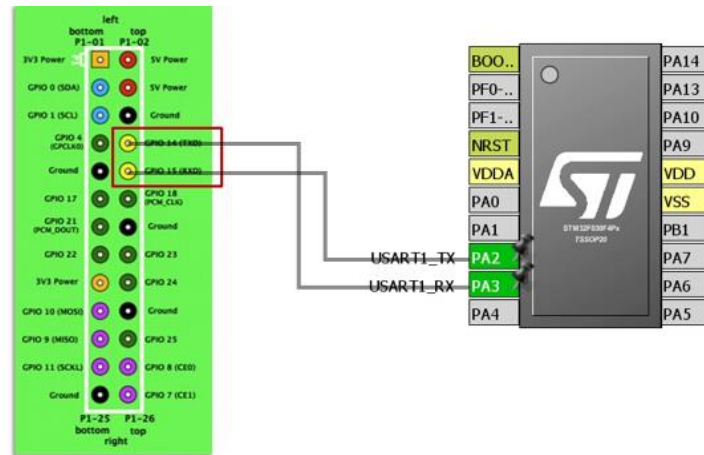 left
bottom top
P1-01 P1-02
3V3 Power 5V Power
GPIO 0 (SDA) 5V Power
GPIO 1 (SCL) Ground
GPIO 4
(GPCLK0) GPIO 14 (TXD)
Ground GPIO 15 (RXD)
GPIO 17 GPIO 18
(PCM_CLK)
GPIO 21
(PCM_DOUT) Ground
GPIO 22 GPIO 23
3V3 Power GPIO 24
GPIO 10 (MOSI) Ground
GPIO 9 (MISO) GPIO 25
GPIO 11 (SCKL) GPIO 8 (CE0)
Ground GPIO 7 (CE1)
P1-25 P1-26
bottom top
right
USART1_TX
USART1_RX
BOO..
PF0-..
PF1-..
NRST
VDDA
PA0
PA1
PA2
PA3
PA4
ST
STM32F030F4Px
TSSOP20
PA14
PA13
PA10
PA9
VDD
VSS
PB1
PA7
PA6
PA5